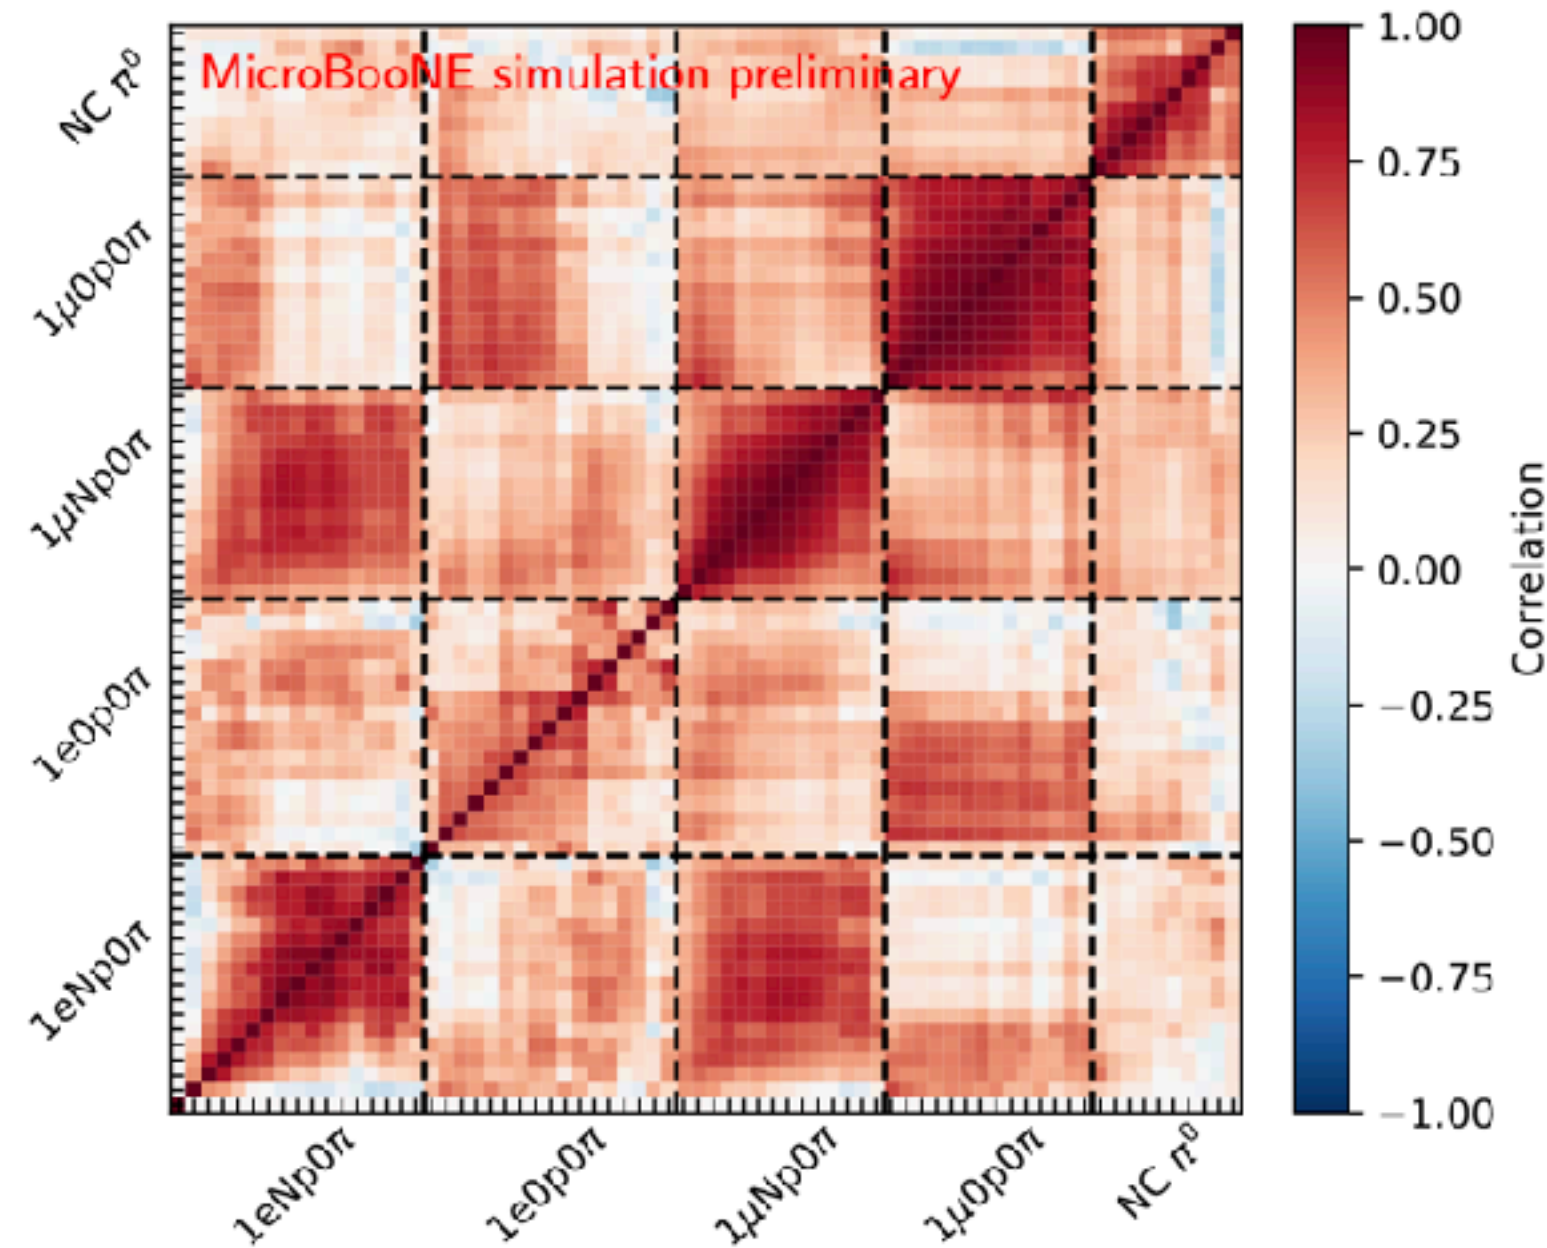 MicroBooNE simulation preliminary
NC π⁰
1μ0p0π
1μNp0π
1e0p0π
1eNp0π
1eNp0π
1e0p0π
1μNp0π
1μ0p0π
NC π⁰
1.00
0.75
0.50
0.25
0.00
−0.25
−0.50
−0.75
−1.00
Correlation